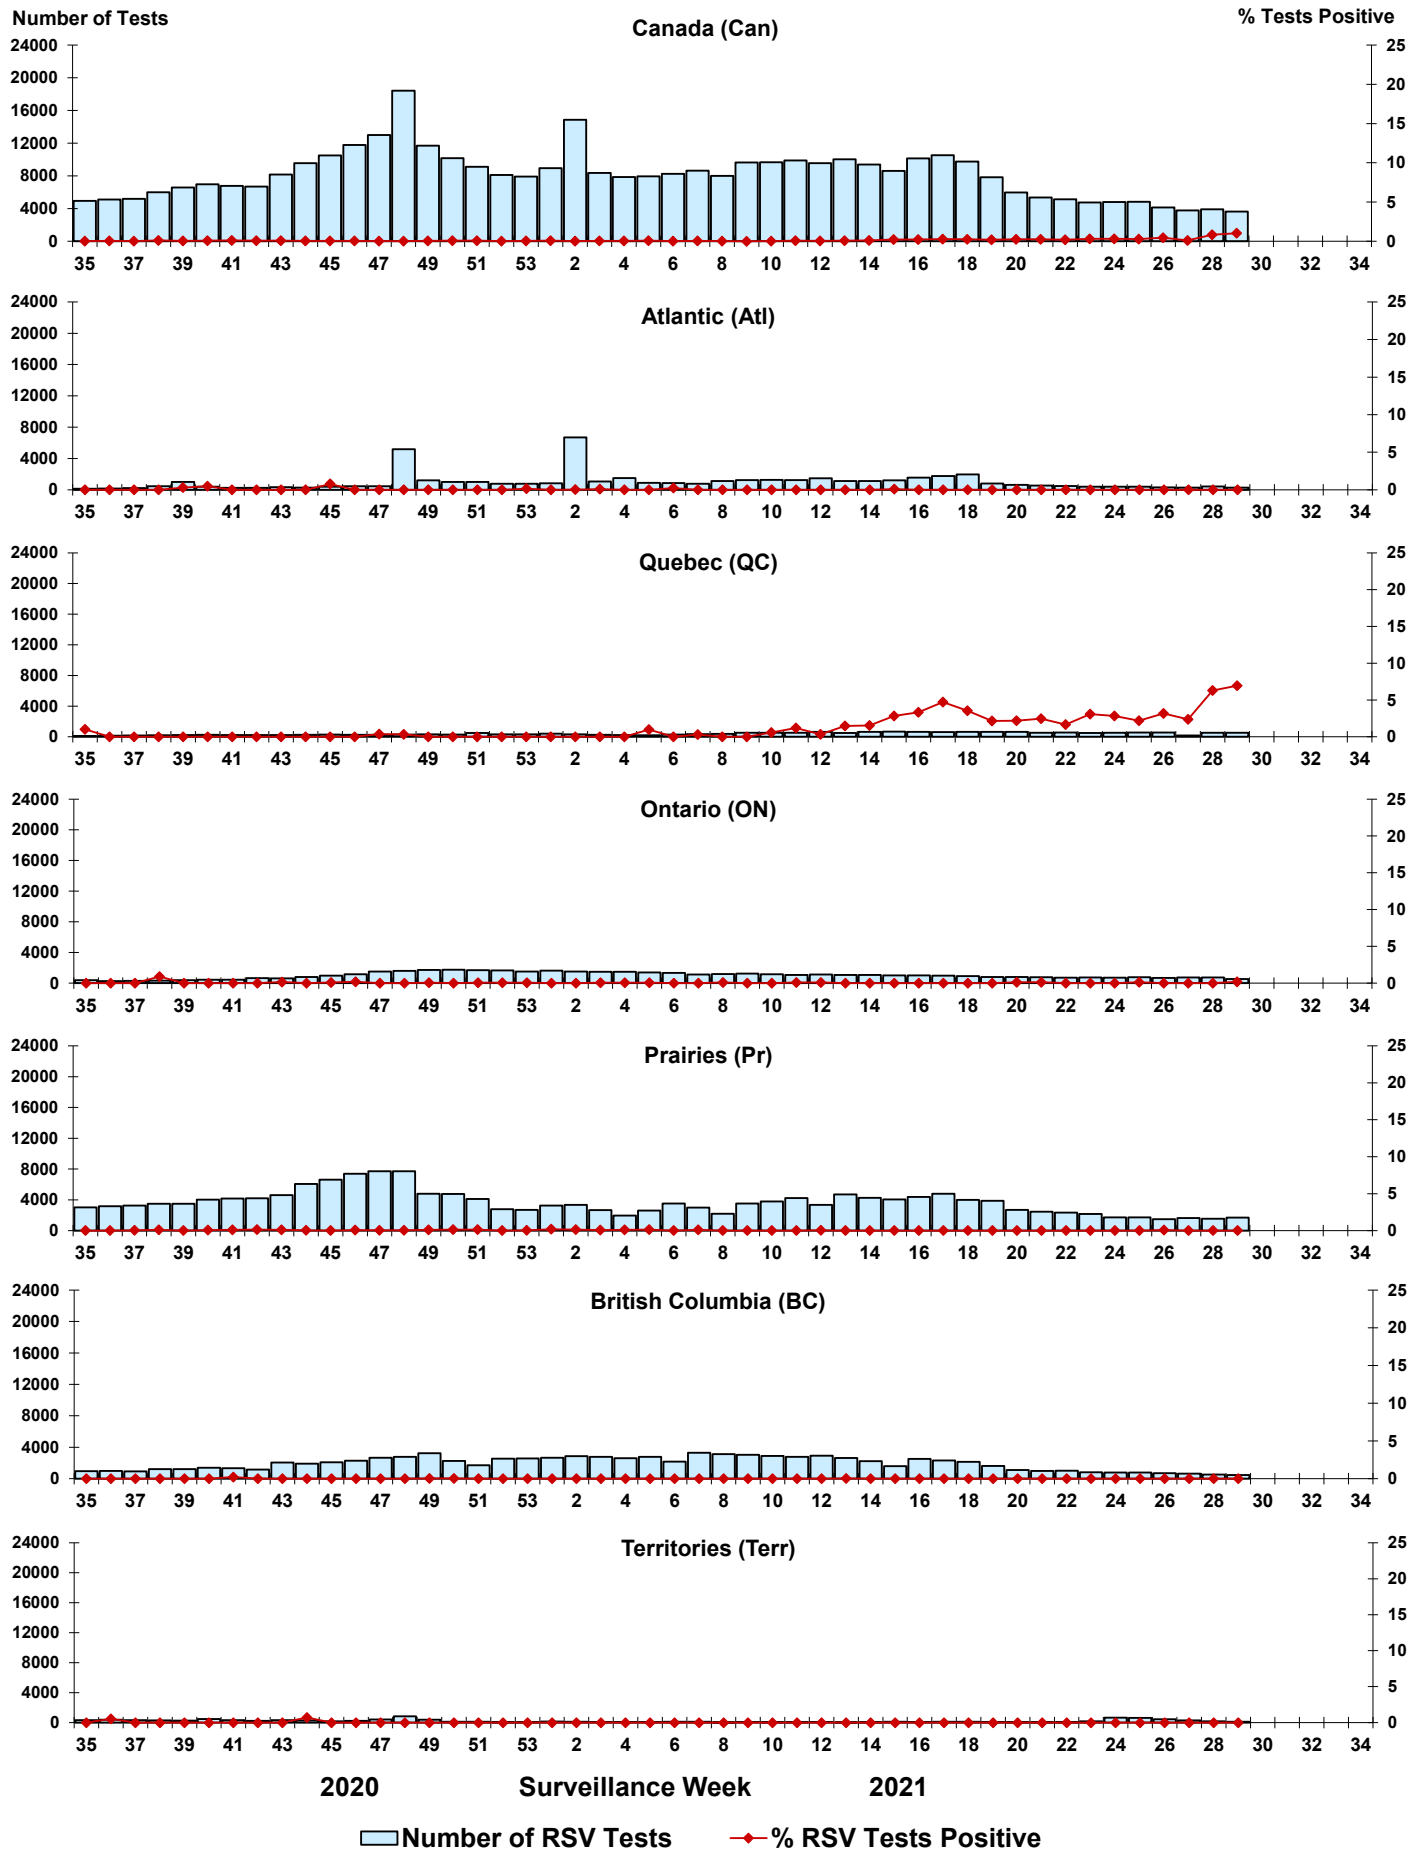 Number of Tests
% Tests Positive
Canada (Can)
24000 25
20000 20
16000 15
12000 10
8000 5
4000 0
0
35 37 39 41 43 45 47 49 51 53 2 4 6 8 10 12 14 16 18 20 22 24 26 28 30 32 34
Atlantic (Atl)
24000 25
20000 20
16000 15
12000 10
8000 5
4000 0
0
35 37 39 41 43 45 47 49 51 53 2 4 6 8 10 12 14 16 18 20 22 24 26 28 30 32 34
Quebec (QC)
24000 25
20000 20
16000 15
12000 10
8000 5
4000 0
0
35 37 39 41 43 45 47 49 51 53 2 4 6 8 10 12 14 16 18 20 22 24 26 28 30 32 34
Ontario (ON)
24000 25
20000 20
16000 15
12000 10
8000 5
4000 0
0
35 37 39 41 43 45 47 49 51 53 2 4 6 8 10 12 14 16 18 20 22 24 26 28 30 32 34
Prairies (Pr)
24000 25
20000 20
16000 15
12000 10
8000 5
4000 0
0
35 37 39 41 43 45 47 49 51 53 2 4 6 8 10 12 14 16 18 20 22 24 26 28 30 32 34
British Columbia (BC)
24000 25
20000 20
16000 15
12000 10
8000 5
4000 0
0
35 37 39 41 43 45 47 49 51 53 2 4 6 8 10 12 14 16 18 20 22 24 26 28 30 32 34
Territories (Terr)
24000 25
20000 20
16000 15
12000 10
8000 5
4000 0
0
35 37 39 41 43 45 47 49 51 53 2 4 6 8 10 12 14 16 18 20 22 24 26 28 30 32 34
2020 Surveillance Week 2021
Number of RSV Tests % RSV Tests Positive